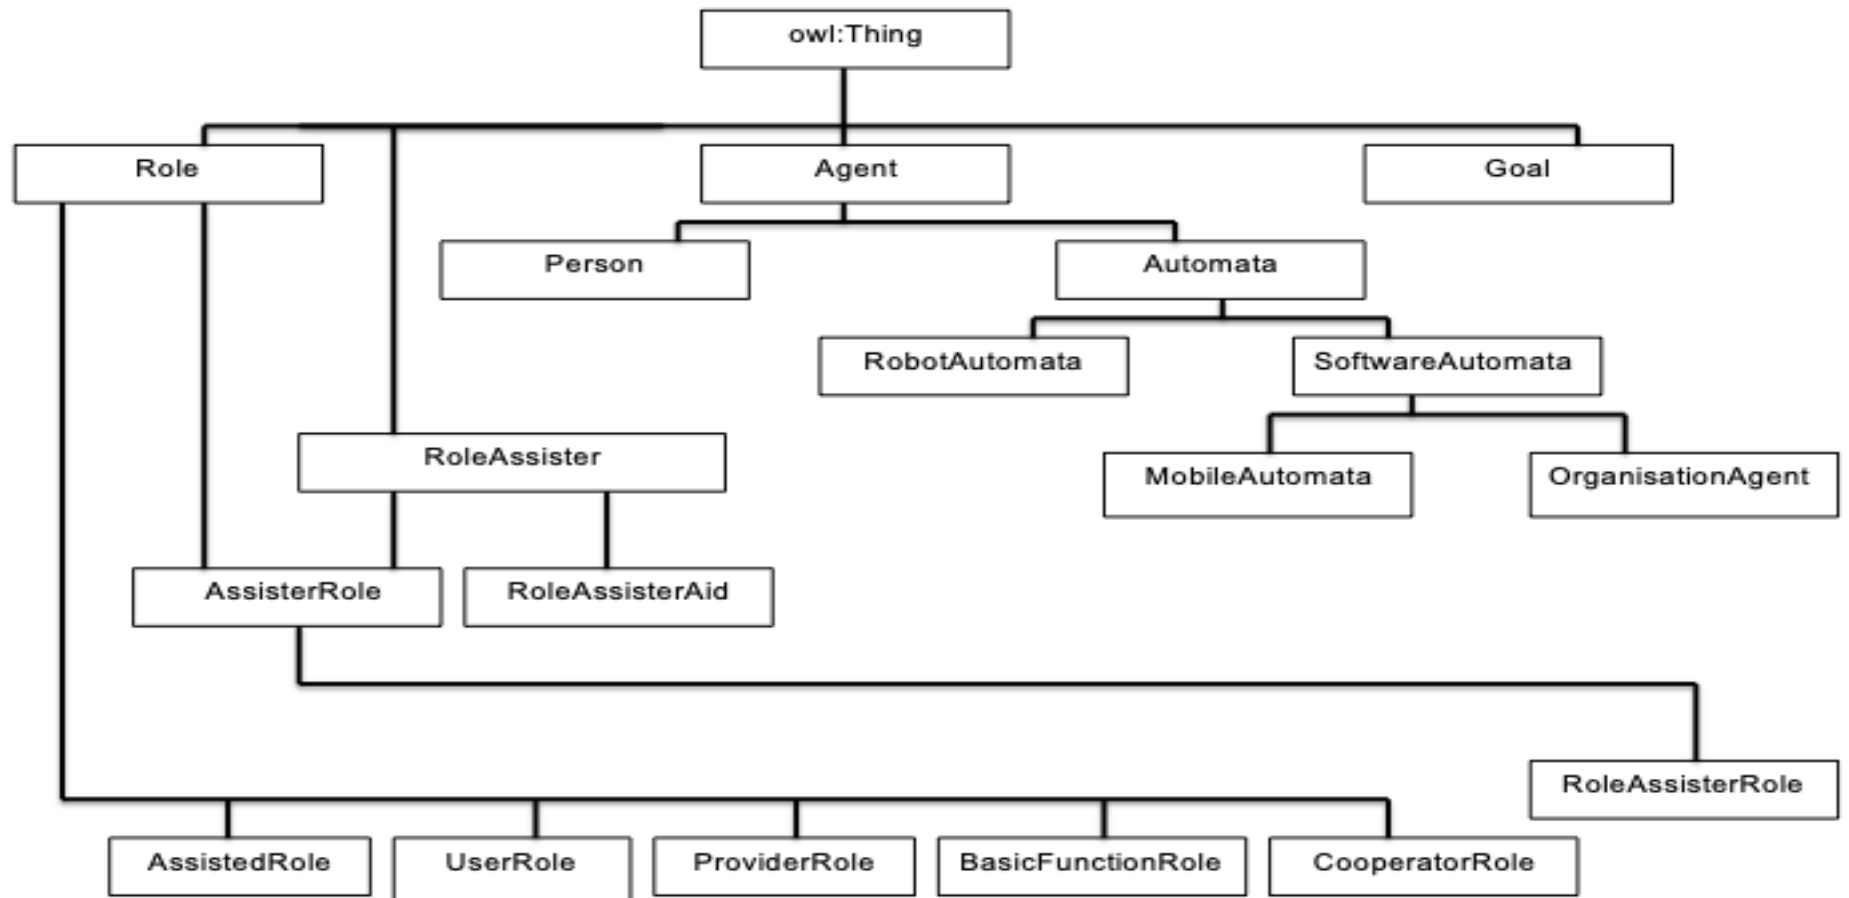 owl:Thing
Role
Agent
Goal
Person
Automata
RobotAutomata
SoftwareAutomata
RoleAssister
MobileAutomata
OrganisationAgent
AssisterRole
RoleAssisterAid
RoleAssisterRole
AssistedRole
UserRole
ProviderRole
BasicFunctionRole
CooperatorRole